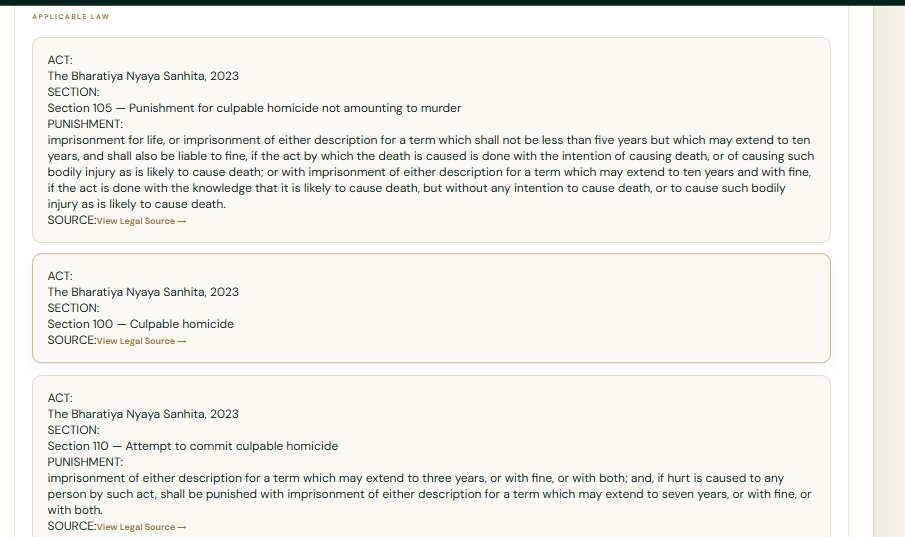 APPLICABLE LAW
ACT:
The Bharatiya Nyaya Sanhita, 2023
SECTION:
Section 105 — Punishment for culpable homicide not amounting to murder
PUNISHMENT:
imprisonment for life, or imprisonment of either description for a term which shall not be less than five years but which may extend to ten
years, and shall also be liable to fine, if the act by which the death is caused is done with the intention of causing death, or of causing such
bodily injury as is likely to cause death; or with imprisonment of either description for a term which may extend to ten years and with fine,
if the act is done with the knowledge that it is likely to cause death, but without any intention to cause death, or to cause such bodily
injury as is likely to cause death.
SOURCE:View Legal Source →
ACT:
The Bharatiya Nyaya Sanhita, 2023
SECTION:
Section 100 — Culpable homicide
SOURCE:View Legal Source →
ACT:
The Bharatiya Nyaya Sanhita, 2023
SECTION:
Section 110 — Attempt to commit culpable homicide
PUNISHMENT:
imprisonment of either description for a term which may extend to three years, or with fine, or with both; and, if hurt is caused to any
person by such act, shall be punished with imprisonment of either description for a term which may extend to seven years, or with fine, or
with both.
SOURCE:View Legal Source →